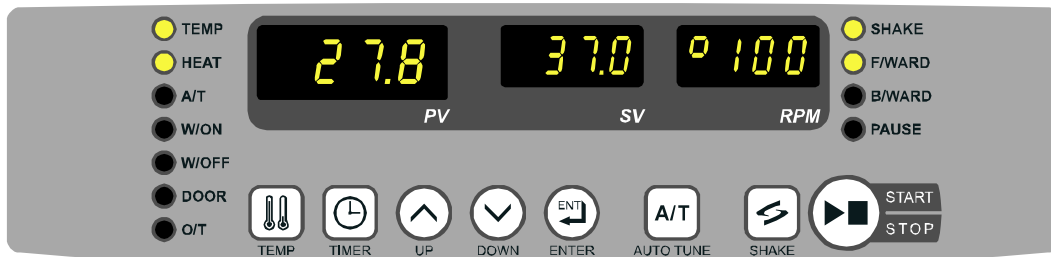 TEMP
HEAT
A/T
W/ON
W/OFF
DOOR
O/T
27.8
PV
37.0
SV
o 100
RPM
SHAKE
F/WARD
B/WARD
PAUSE
TEMP
TIMER
UP
DOWN
ENT
ENTER
A/T
AUTO TUNE
SHAKE
START
STOP